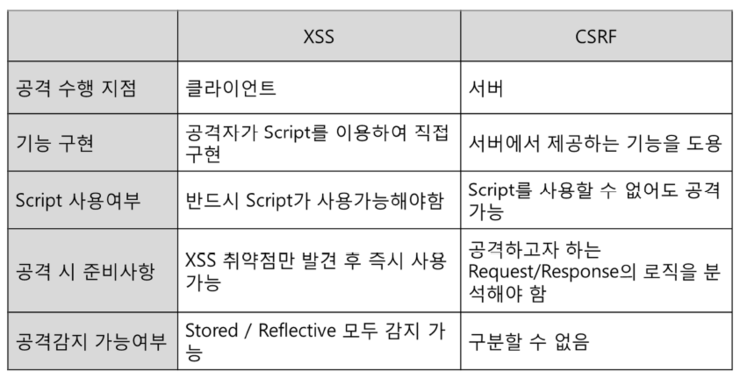 XSS
CSRF
공격 수행 지점
클라이언트
서버
기능 구현
공격자가 Script를 이용하여 직접
구현
서버에서 제공하는 기능을 도용
Script 사용여부
반드시 Script가 사용가능해야함
Script를 사용할 수 없어도 공격
가능
공격 시 준비사항
XSS 취약점만 발견 후 즉시 사용
가능
공격하고자 하는
Request/Response의 로직을 분
석해야 함
공격감지 가능여부
Stored / Reflective 모두 감지 가
능
구분할 수 없음